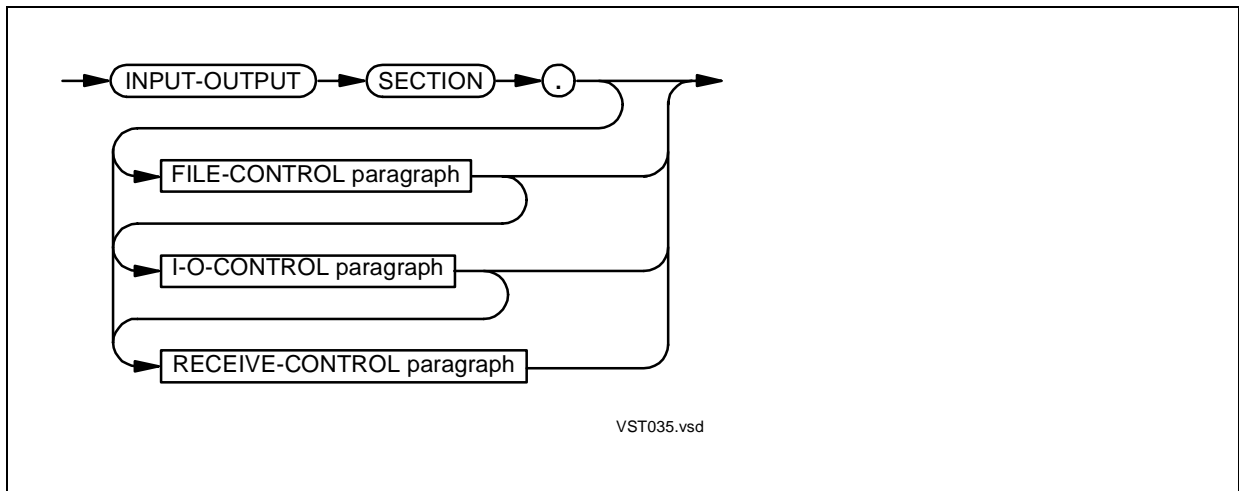 INPUT-OUTPUT SECTION .
FILE-CONTROL paragraph
I-O-CONTROL paragraph
RECEIVE-CONTROL paragraph
VST035.vsd